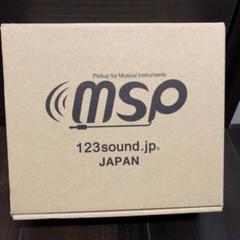 Pickup for Musical Instruments
msp
123sound.jp®
JAPAN